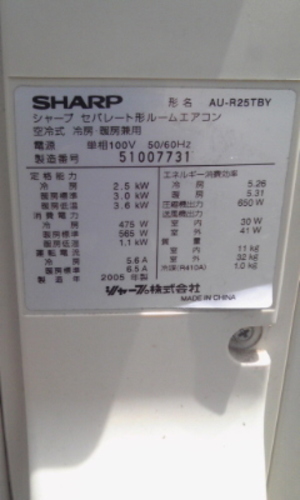 SHARP 形名 AU-R25TBY
シャープ セパレート形ルームエアコン
空冷式 冷房・暖房兼用
電源 単相100V 50/60Hz
製造番号 51007731
定格能力
冷房 2.5 kW
暖房標準 3.0 kW
暖房低温 3.6 kW
消費電力
冷房 475 W
暖房標準 565 W
暖房低温 1.1 kW
運転電流
冷房 5.6 A
暖房標準 6.5 A
製造年 2005 年製
エネルギー消費効率
冷房 5.26
暖房 5.31
圧縮機出力 650 W
送風機出力
室内 30 W
室外 41 W
質量
室内 11 kg
室外 32 kg
冷媒(R410A) 1.0 kg
シャープ株式会社
MADE IN CHINA